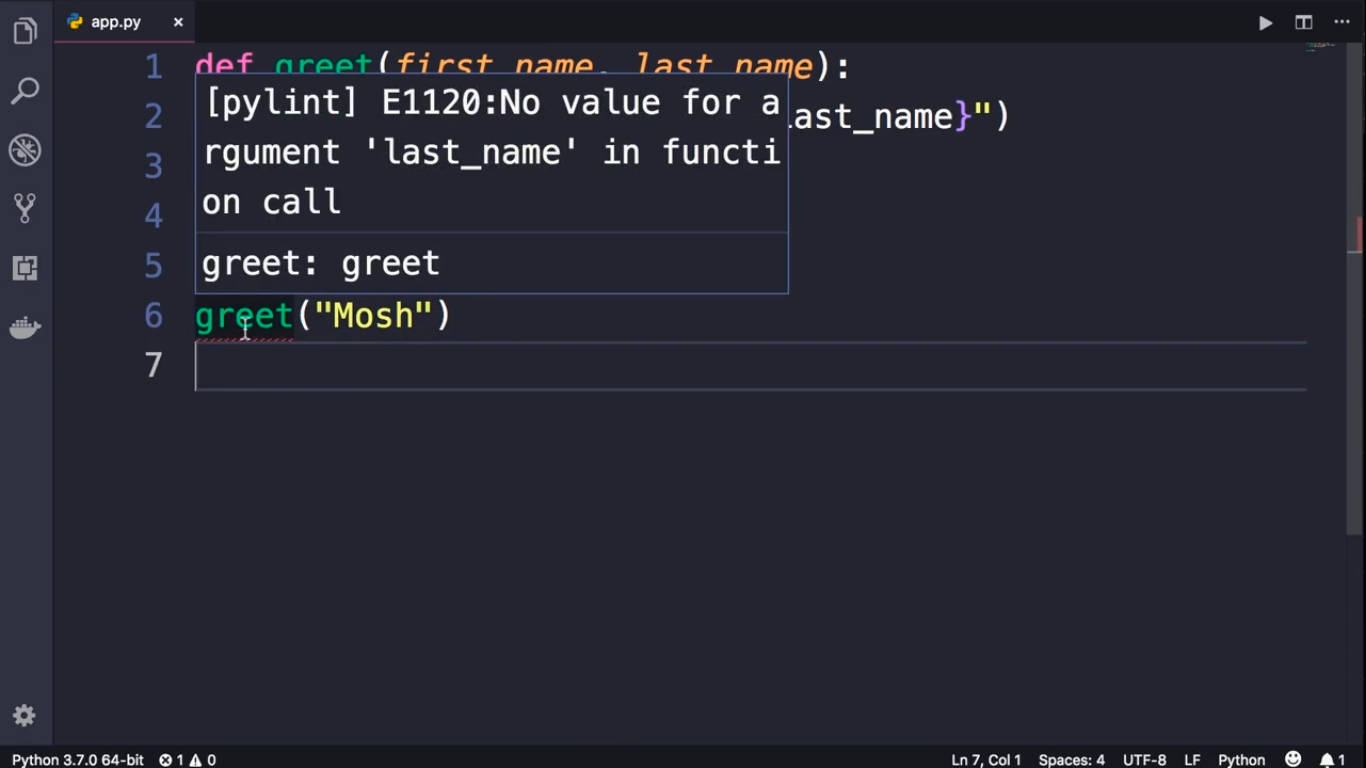 app.py
1 def greet(first_name, last_name):
[pylint] E1120:No value for a
2 last_name}")
rgument 'last_name' in functi
3
on call
4
5 greet: greet
6 greet("Mosh")
7
Python 3.7.0 64-bit 1 0 Ln 7, Col 1 Spaces: 4 UTF-8 LF Python 1